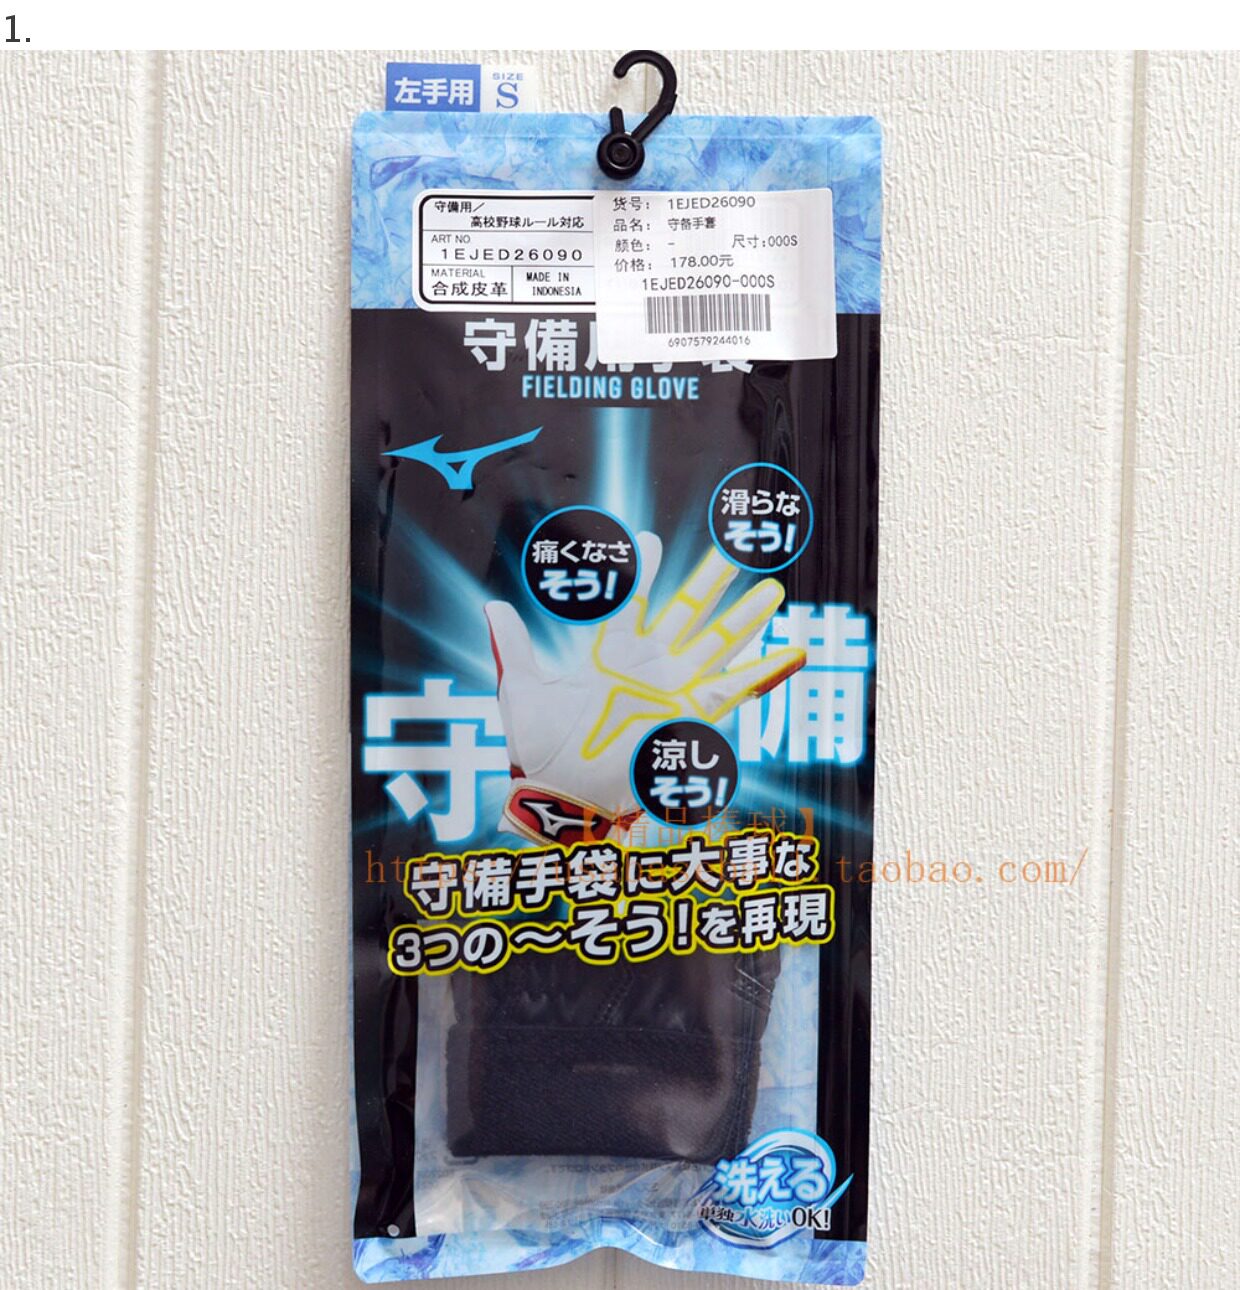 1.
左手用
SIZE
S
守備用/
高校野球ルール対応
ART NO
1EJED26090
MATERIAL
合成皮革
MADE IN
INDONESIA
货号: 1EJED26090
品名: 守备手套
颜色: - 尺寸:000S
价格: 178.00元
1EJED26090-000S
6907579244016
守備用手袋
FIELDING GLOVE
滑らな
そう!
痛くなさ
そう!
守備
涼し
そう!
【精品棒球】
taobao.com/
守備手袋に大事な
3つの〜そう!を再現
洗える
単独水洗いOK!